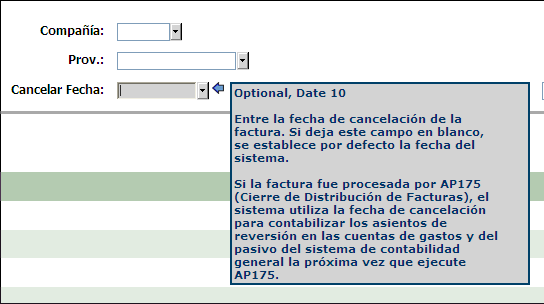 Compañía:
Prov.:
Cancelar Fecha:
Optional, Date 10
Entre la fecha de cancelación de la
factura. Si deja este campo en blanco,
se establece por defecto la fecha del
sistema.
Si la factura fue procesada por AP175
(Cierre de Distribución de Facturas), el
sistema utiliza la fecha de cancelación
para contabilizar los asientos de
reversión en las cuentas de gastos y del
pasivo del sistema de contabilidad
general la próxima vez que ejecute
AP175.